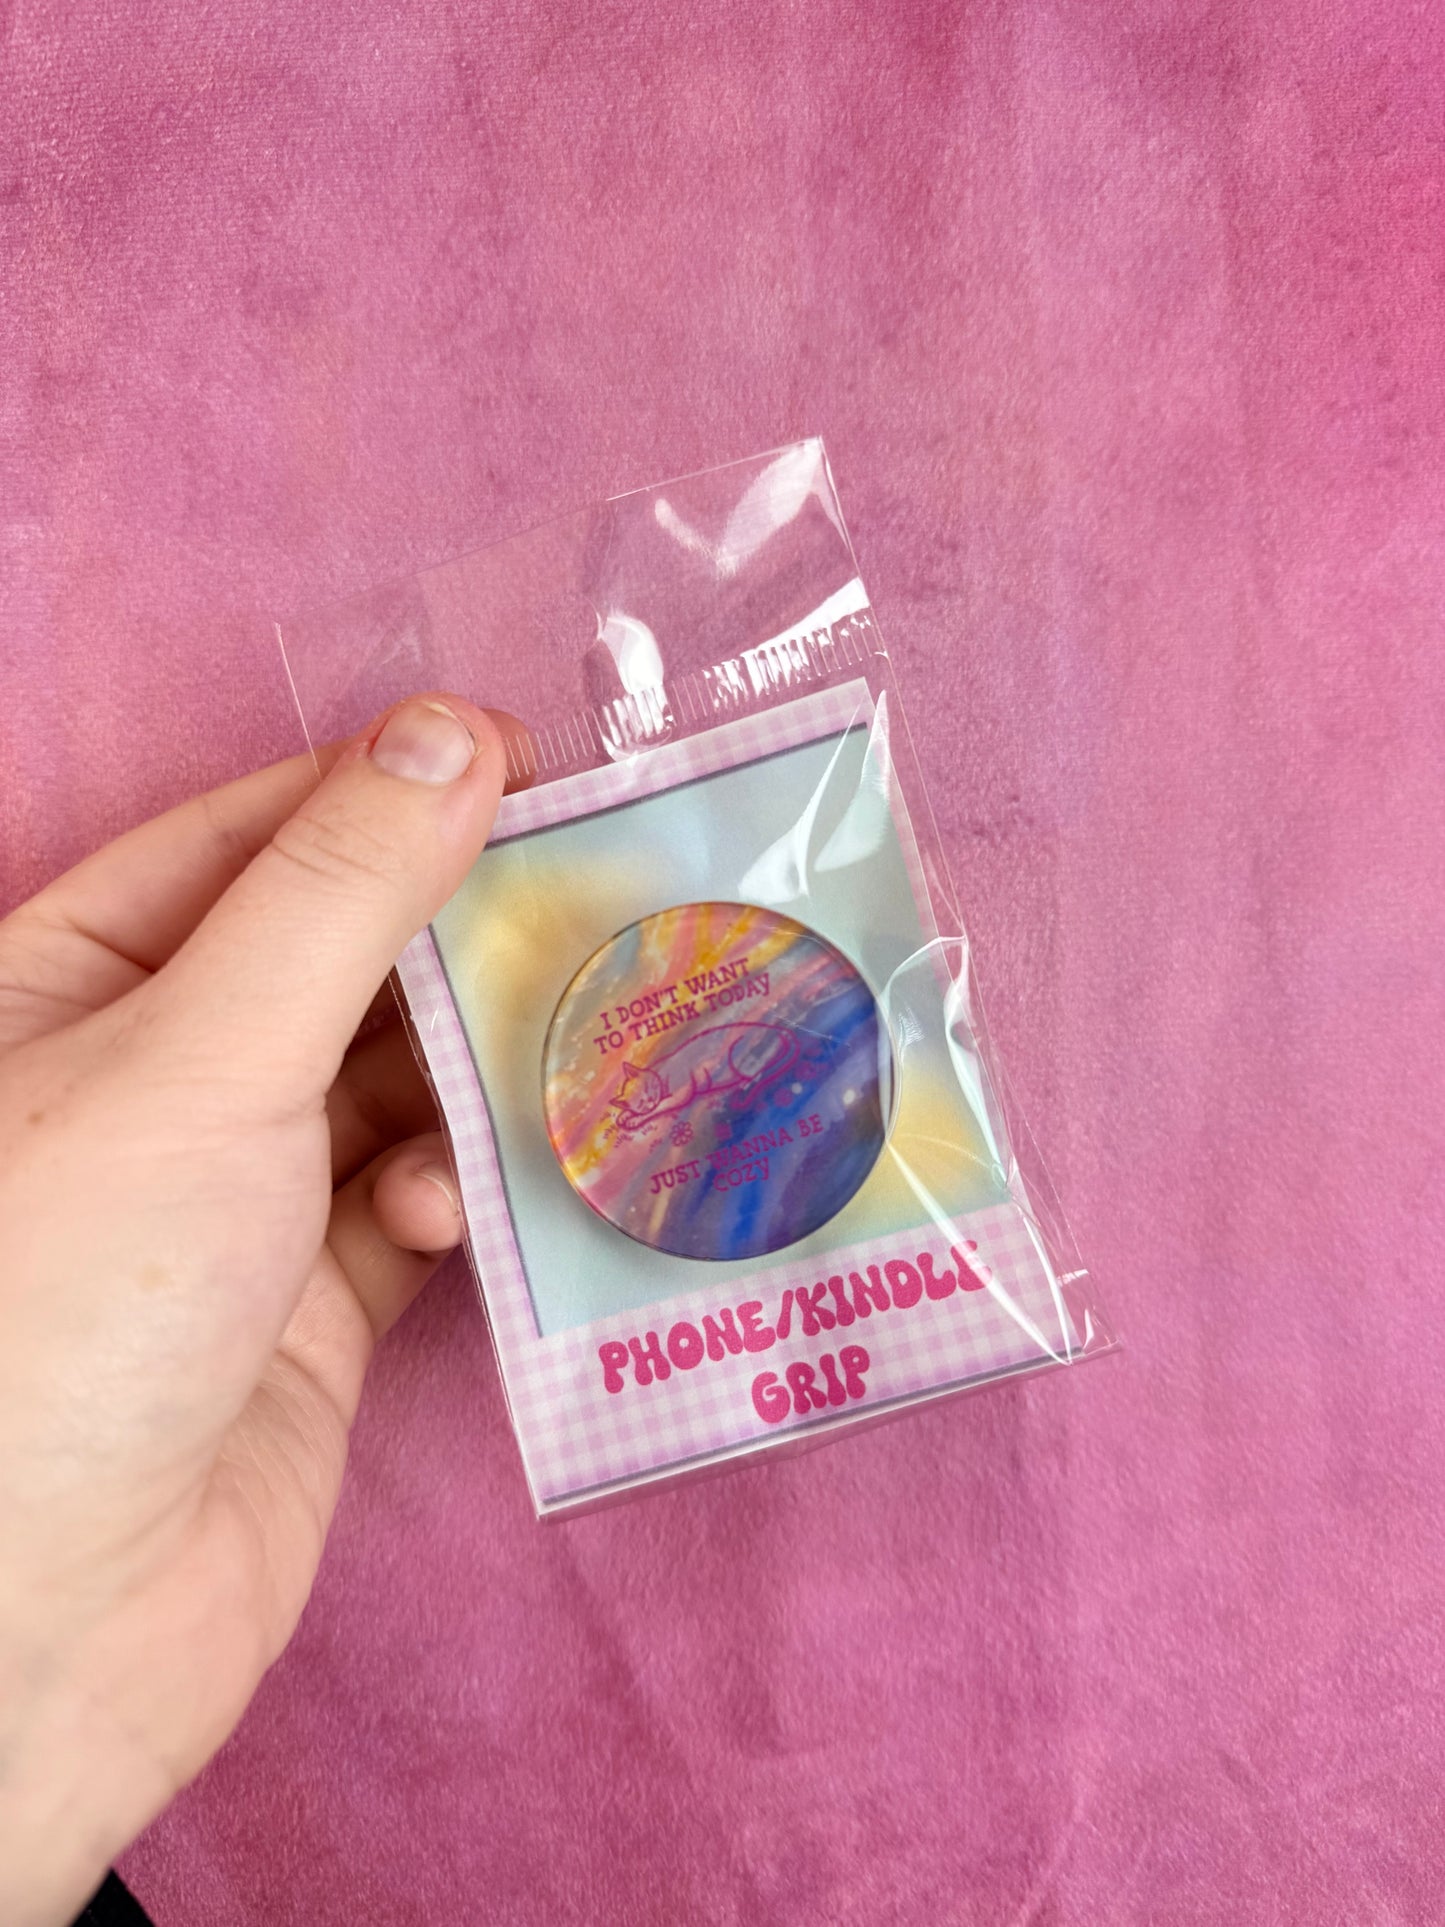 I DON'T WANT
TO THINK TODAY
JUST WANNA BE
COZY
PHONE/KINDLE
GRIP